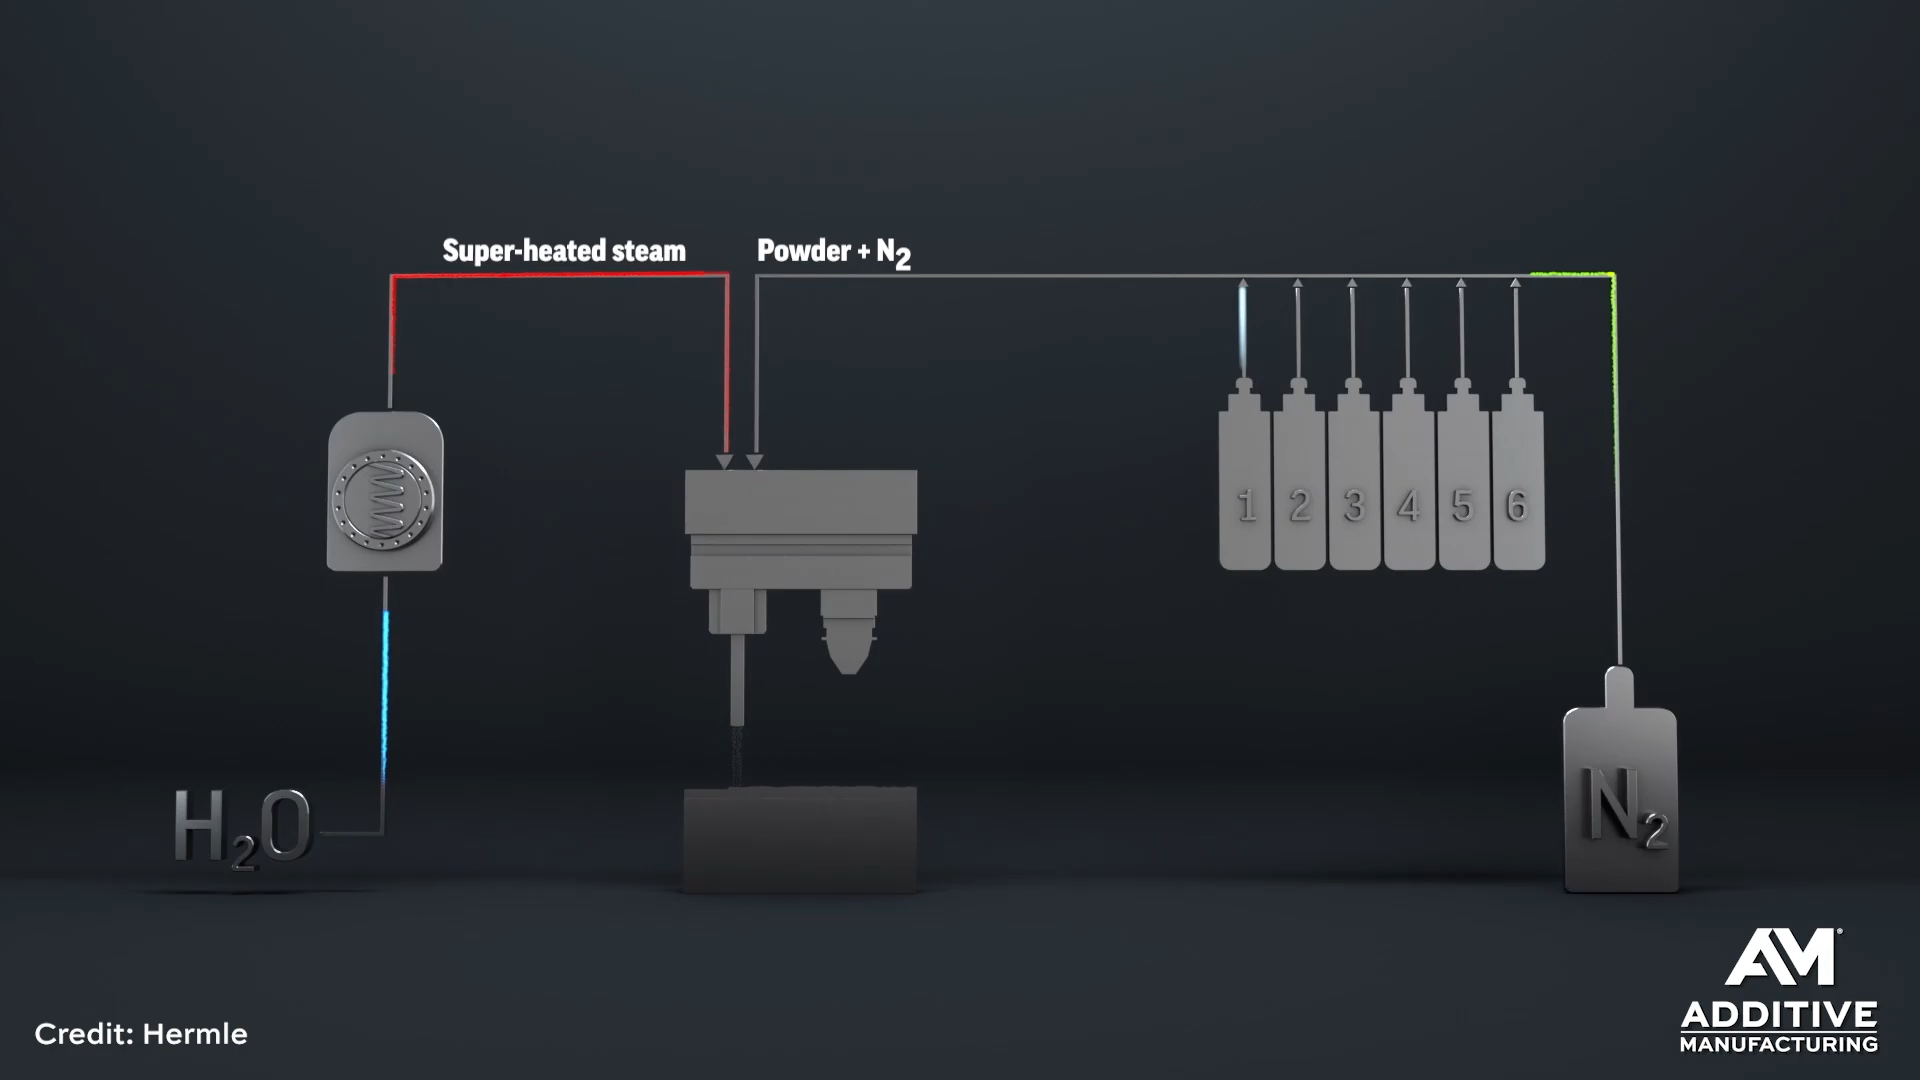 Super-heated steam
Powder + N₂
1 2 3 4 5 6
H₂O
N₂
AM®
ADDITIVE
MANUFACTURING
Credit: Hermle